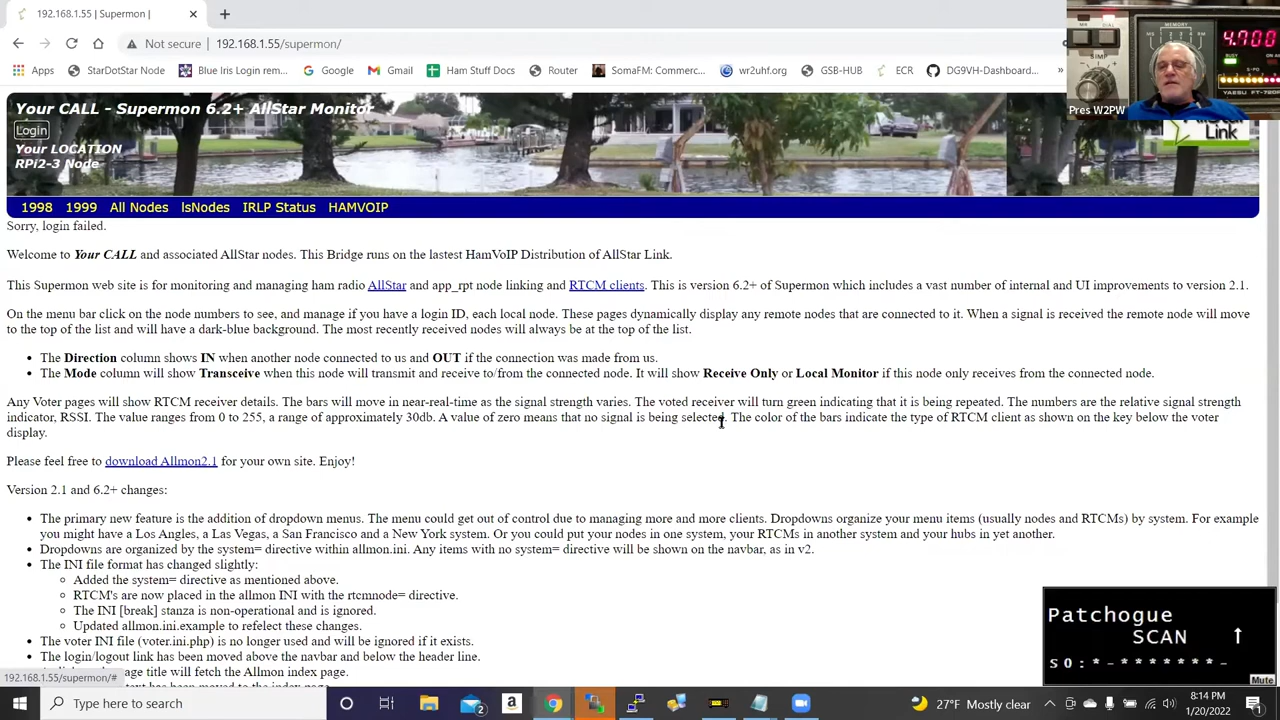 192.168.1.55 | Supermon |
Not secure | 192.168.1.55/supermon/
Apps StarDotStar Node Blue Iris Login rem... Google Gmail Ham Stuff Docs Router SomaFM: Commerc... wr2uhf.org GSB-HUB ECR DG9VH-Dashboard... »
Your CALL - Supermon 6.2+ AllStar Monitor
Login
Your LOCATION
RPi2-3 Node
Link
1998 1999 All Nodes lsNodes IRLP Status HAMVOIP
Sorry, login failed.
Welcome to Your CALL and associated AllStar nodes. This Bridge runs on the lastest HamVoIP Distribution of AllStar Link.
This Supermon web site is for monitoring and managing ham radio AllStar and app_rpt node linking and RTCM clients. This is version 6.2+ of Supermon which includes a vast number of internal and UI improvements to version 2.1.
On the menu bar click on the node numbers to see, and manage if you have a login ID, each local node. These pages dynamically display any remote nodes that are connected to it. When a signal is received the remote node will move
to the top of the list and will have a dark-blue background. The most recently received nodes will always be at the top of the list.
• The Direction column shows IN when another node connected to us and OUT if the connection was made from us.
• The Mode column will show Transceive when this node will transmit and receive to/from the connected node. It will show Receive Only or Local Monitor if this node only receives from the connected node.
Any Voter pages will show RTCM receiver details. The bars will move in near-real-time as the signal strength varies. The voted receiver will turn green indicating that it is being repeated. The numbers are the relative signal strength
indicator, RSSI. The value ranges from 0 to 255, a range of approximately 30db. A value of zero means that no signal is being selected. The color of the bars indicate the type of RTCM client as shown on the key below the voter
display.
Please feel free to download Allmon2.1 for your own site. Enjoy!
Version 2.1 and 6.2+ changes:
• The primary new feature is the addition of dropdown menus. The menu could get out of control due to managing more and more clients. Dropdowns organize your menu items (usually nodes and RTCMs) by system. For example
you might have a Los Angeles, a Las Vegas, a San Francisco and a New York system. Or you could put your nodes in one system, your RTCMs in another system and your hubs in yet another.
• Dropdowns are organized by the system= directive within allmon.ini. Any items with no system= directive will be shown on the navbar, as in v2.
• The INI file format has changed slightly:
Added the system= directive as mentioned above.
RTCM's are now placed in the allmon INI with the rtcmnode= directive.
The INI [break] stanza is non-operational and is ignored.
Updated allmon.ini.example to refelect these changes.
• The voter INI file (voter.ini.php) is no longer used and will be ignored if it exists.
• The login/logout link has been moved above the navbar and below the header line.
title will fetch the Allmon index page.
192.168.1.55/supermon/#
MEMORY
4.700
BUSY
YAESU FT-720
Pres W2PW
Patchogue
SCAN ↑
S0:*-*******-
Mute
Type here to search
27°F Mostly clear
8:14 PM
1/20/2022